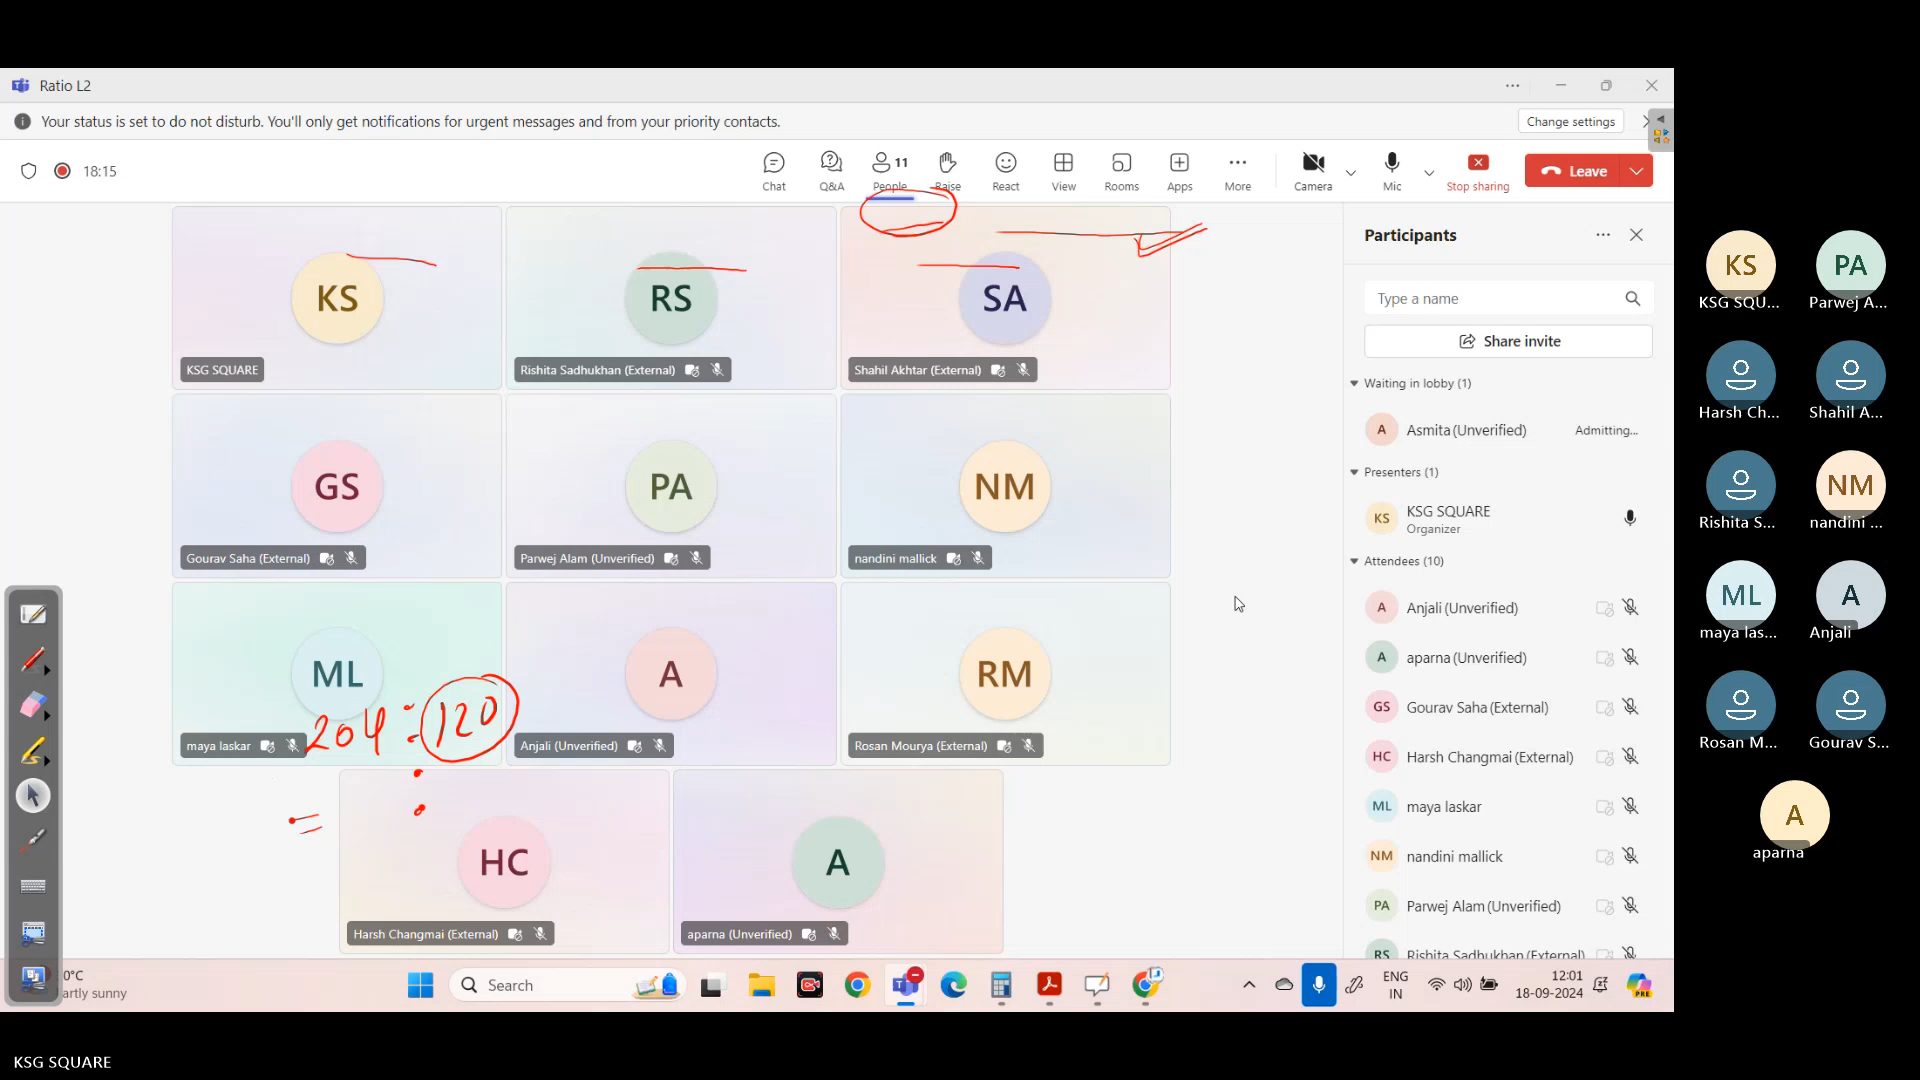 Ratio L2
Your status is set to do not disturb. You'll only get notifications for urgent messages and from your priority contacts.
Change settings
18:15
Chat
Q&A
11
People
Raise
React
View
Rooms
Apps
More
Camera
Mic
Stop sharing
Leave
KS
KSG SQUARE
RS
Rishita Sadhukhan (External)
SA
Shahil Akhtar (External)
GS
Gourav Saha (External)
PA
Parwej Alam (Unverified)
NM
nandini mallick
ML
maya laskar
A
Anjali (Unverified)
RM
Rosan Mourya (External)
204 : 120
:
=
HC
Harsh Changmai (External)
A
aparna (Unverified)
Participants
Type a name
Share invite
Waiting in lobby (1)
A
Asmita (Unverified)
Admitting...
Presenters (1)
KS
KSG SQUARE
Organizer
Attendees (10)
A
Anjali (Unverified)
A
aparna (Unverified)
GS
Gourav Saha (External)
HC
Harsh Changmai (External)
ML
maya laskar
NM
nandini mallick
PA
Parwej Alam (Unverified)
RS
Rishita Sadhukhan (External)
KS
KSG SQU...
PA
Parwej A...
Harsh Ch...
Shahil A...
Rishita S...
NM
nandini ...
ML
maya las...
A
Anjali
Rosan M...
Gourav S...
A
aparna
0°C
artly sunny
Search
ENG
IN
12:01
18-09-2024
PRE
KSG SQUARE